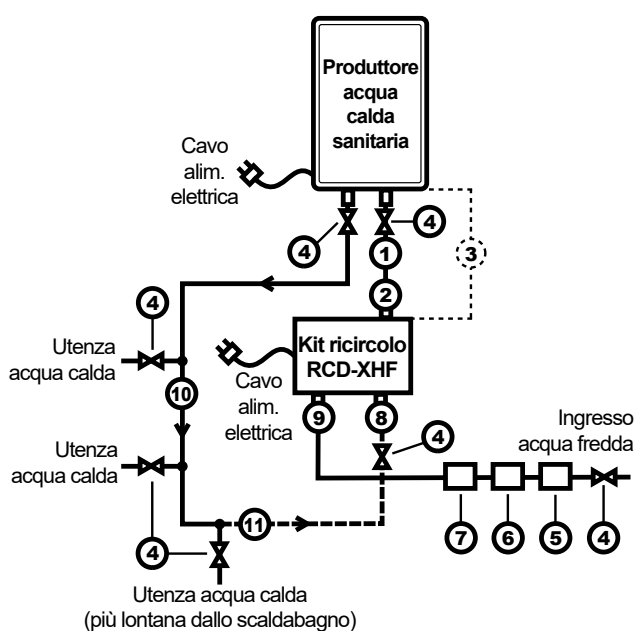 Produttore
acqua
calda
sanitaria
Cavo
alim.
elettrica
4
4
1
3
2
4
Utenza
acqua calda
Kit ricircolo
RCD-XHF
Cavo
alim.
elettrica
10
9
8
4
Ingresso
acqua fredda
Utenza
acqua calda
11
4
7
6
5
4
Utenza acqua calda
(più lontana dallo scaldabagno)